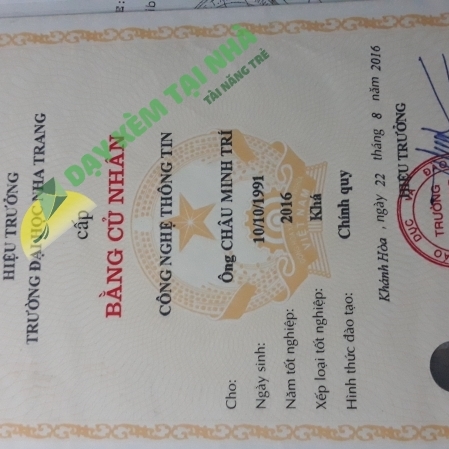 HIỆU TRƯỞNG
TRƯỜNG ĐẠI HỌC NHA TRANG
cấp
BẰNG CỬ NHÂN
CÔNG NGHỆ THÔNG TIN
Cho: Ông CHÂU MINH TRÍ
Ngày sinh: 10/10/1991
Năm tốt nghiệp: 2016
Xếp loại tốt nghiệp: Khá
Hình thức đào tạo: Chính quy
Khánh Hòa, ngày 22 tháng 8 năm 2016
HIỆU TRƯỞNG
DẠY KÈM TẠI NHÀ
TÀI NĂNG TRẺ
VIỆT NAM
TRƯỜNG